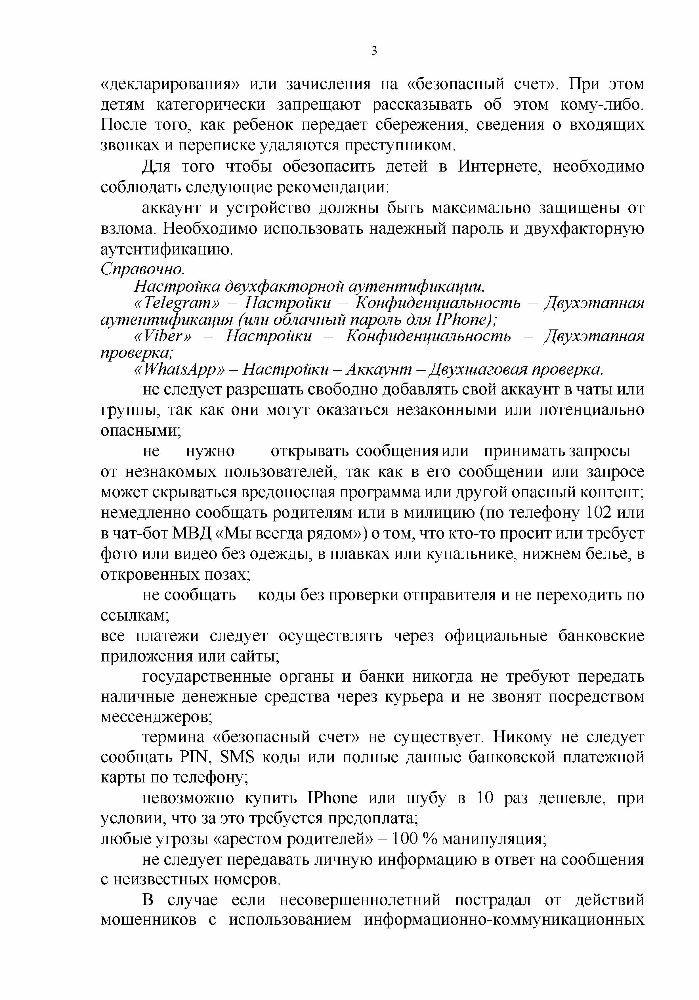 3
«декларирования» или зачисления на «безопасный счет». При этом
детям категорически запрещают рассказывать об этом кому-либо.
После того, как ребенок передает сбережения, сведения о входящих
звонках и переписке удаляются преступником.
Для того чтобы обезопасить детей в Интернете, необходимо
соблюдать следующие рекомендации:
аккаунт и устройство должны быть максимально защищены от
взлома. Необходимо использовать надежный пароль и двухфакторную
аутентификацию.
Справочно.
Настройка двухфакторной аутентификации.
«Telegram» – Настройки – Конфиденциальность – Двухэтапная
аутентификация (или облачный пароль для IPhone);
«Viber» – Настройки – Конфиденциальность – Двухэтапная
проверка;
«WhatsApp» – Настройки – Аккаунт – Двухшаговая проверка.
не следует разрешать свободно добавлять свой аккаунт в чаты или
группы, так как они могут оказаться незаконными или потенциально
опасными;
не нужно открывать сообщения или принимать запросы
от незнакомых пользователей, так как в его сообщении или запросе
может скрываться вредоносная программа или другой опасный контент;
немедленно сообщать родителям или в милицию (по телефону 102 или
в чат-бот МВД «Мы всегда рядом») о том, что кто-то просит или требует
фото или видео без одежды, в плавках или купальнике, нижнем белье, в
откровенных позах;
не сообщать коды без проверки отправителя и не переходить по
ссылкам;
все платежи следует осуществлять через официальные банковские
приложения или сайты;
государственные органы и банки никогда не требуют передать
наличные денежные средства через курьера и не звонят посредством
мессенджеров;
термина «безопасный счет» не существует. Никому не следует
сообщать PIN, SMS коды или полные данные банковской платежной
карты по телефону;
невозможно купить IPhone или шубу в 10 раз дешевле, при
условии, что за это требуется предоплата;
любые угрозы «арестом родителей» – 100 % манипуляция;
не следует передавать личную информацию в ответ на сообщения
с неизвестных номеров.
В случае если несовершеннолетний пострадал от действий
мошенников с использованием информационно-коммуникационных